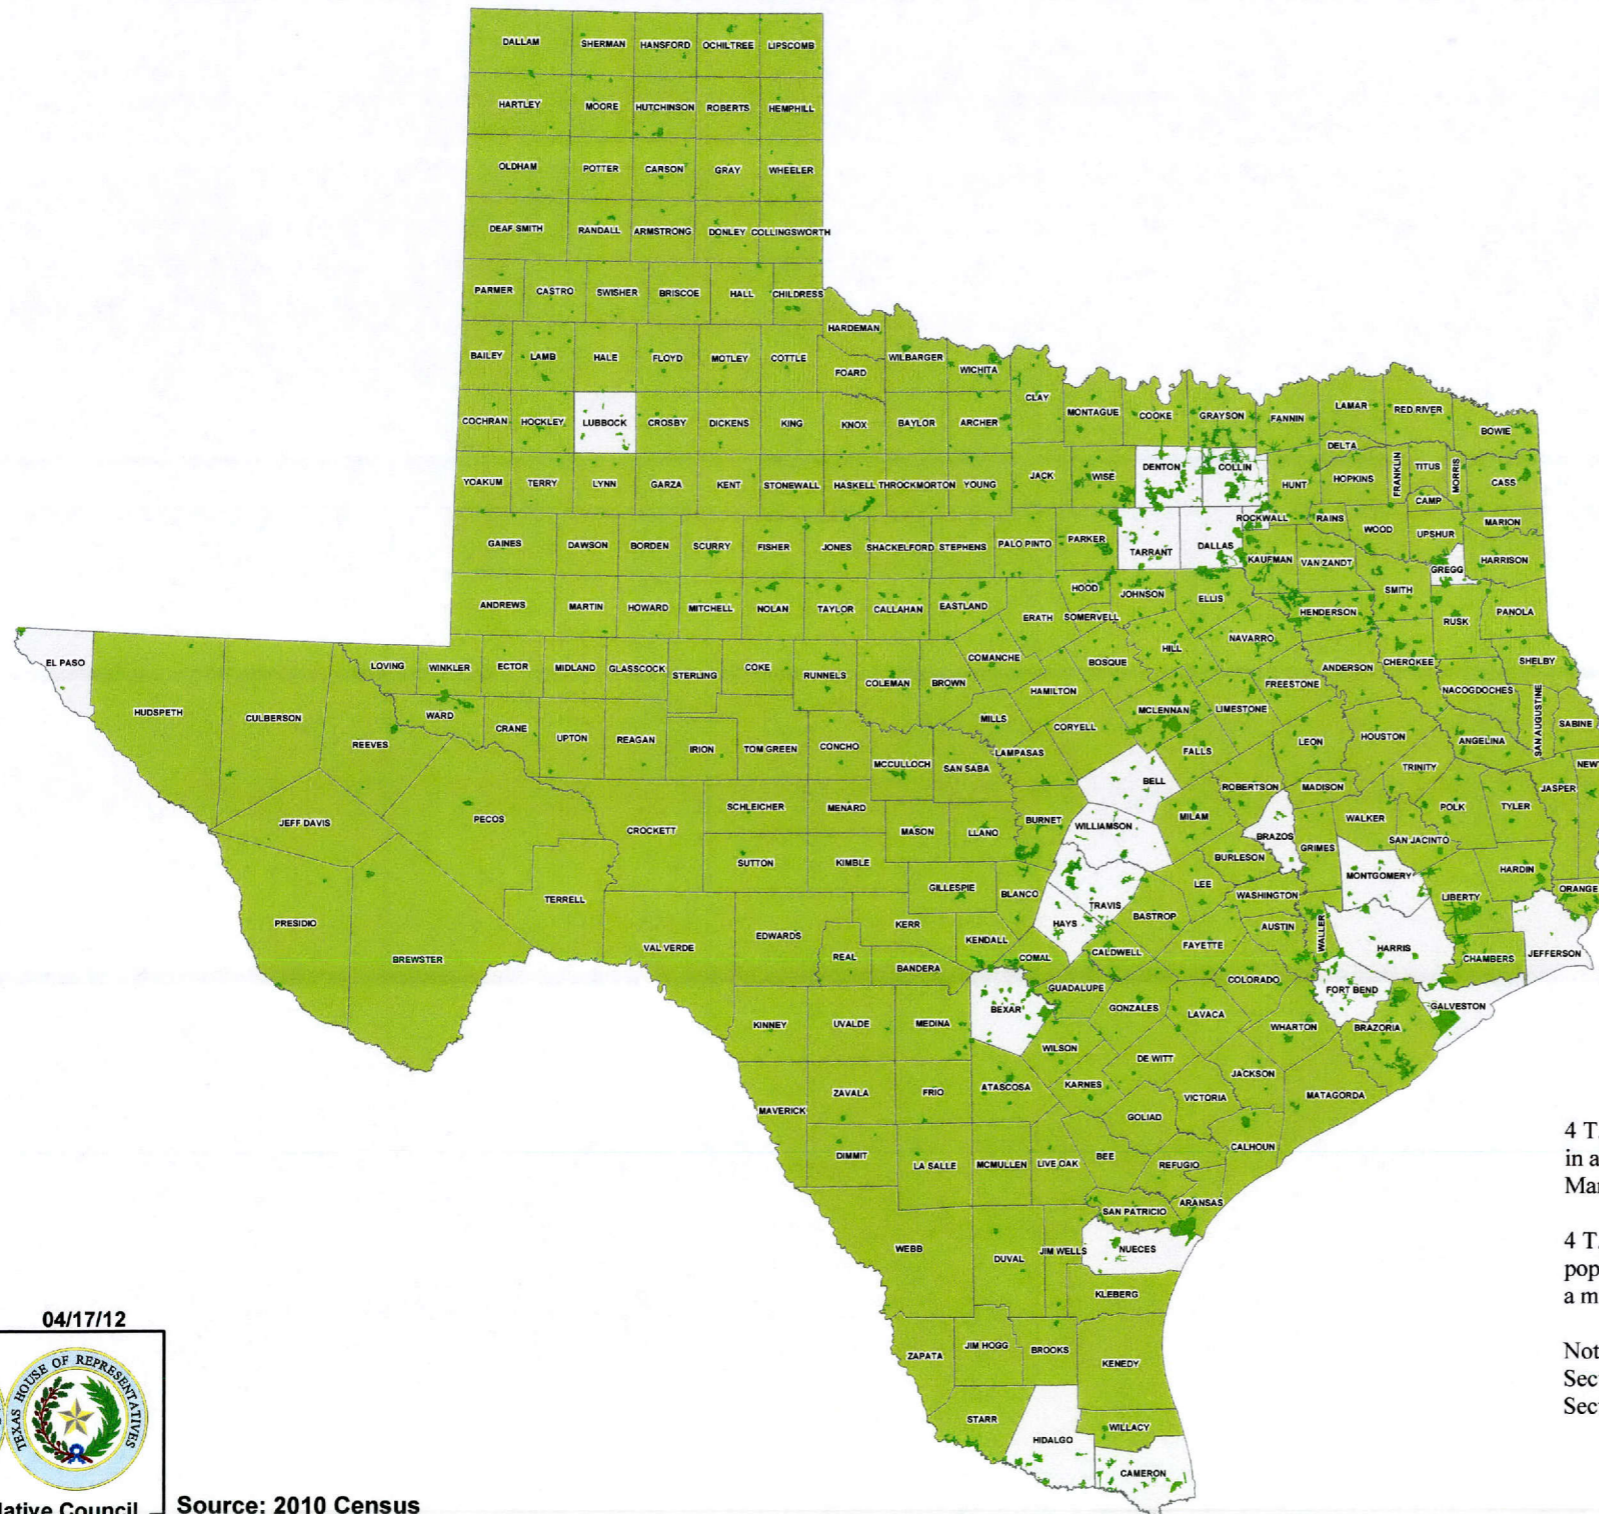 DALLAM SHERMAN HANSFORD OCHILTREE LIPSCOMB
HARTLEY MOORE HUTCHINSON ROBERTS HEMPHILL
OLDHAM POTTER CARSON GRAY WHEELER
DEAF SMITH RANDALL ARMSTRONG DONLEY COLLINGSWORTH
PARMER CASTRO SWISHER BRISCOE HALL CHILDRESS
HARDEMAN
BAILEY LAMB HALE FLOYD MOTLEY COTTLE FOARD WILBARGER WICHITA
CLAY MONTAGUE COOKE GRAYSON FANNIN LAMAR RED RIVER BOWIE
COCHRAN HOCKLEY LUBBOCK CROSBY DICKENS KING KNOX BAYLOR ARCHER
DELTA
DENTON COLLIN HUNT HOPKINS FRANKLIN TITUS MORRIS CASS
YOAKUM TERRY LYNN GARZA KENT STONEWALL HASKELL THROCKMORTON YOUNG JACK WISE
CAMP
ROCKWALL RAINS WOOD UPSHUR MARION
GAINES DAWSON BORDEN SCURRY FISHER JONES SHACKELFORD STEPHENS PALO PINTO PARKER TARRANT DALLAS
KAUFMAN VAN ZANDT GREGG HARRISON
HOOD JOHNSON ELLIS SMITH
ANDREWS MARTIN HOWARD MITCHELL NOLAN TAYLOR CALLAHAN EASTLAND ERATH SOMERVELL HENDERSON RUSK PANOLA
HILL NAVARRO
EL PASO LOVING WINKLER ECTOR MIDLAND GLASSCOCK STERLING COKE RUNNELS COLEMAN BROWN COMANCHE BOSQUE ANDERSON CHEROKEE SHELBY
HAMILTON FREESTONE NACOGDOCHES SAN AUGUSTINE
HUDSPETH CULBERSON WARD MILLS MCLENNAN LIMESTONE
REEVES CRANE UPTON REAGAN IRION TOM GREEN CONCHO CORYELL FALLS LEON HOUSTON ANGELINA SABINE
MCCULLOCH SAN SABA LAMPASAS BELL TRINITY NEW
ROBERTSON MADISON JASPER
JEFF DAVIS PECOS CROCKETT SCHLEICHER MENARD MASON LLANO BURNET WILLIAMSON MILAM BRAZOS WALKER POLK TYLER
GRIMES SAN JACINTO
SUTTON KIMBLE BURLESON MONTGOMERY HARDIN
TERRELL GILLESPIE BLANCO LEE WASHINGTON LIBERTY ORANGE
PRESIDIO TRAVIS BASTROP
BREWSTER VAL VERDE EDWARDS REAL KERR KENDALL HAYS CALDWELL FAYETTE AUSTIN WALLER HARRIS
BANDERA COMAL CHAMBERS JEFFERSON
GUADALUPE COLORADO FORT BEND
KINNEY UVALDE MEDINA BEXAR GONZALES LAVACA WHARTON BRAZORIA GALVESTON
WILSON DE WITT
MAVERICK ZAVALA FRIO ATASCOSA KARNES JACKSON MATAGORDA
GOLIAD VICTORIA
DIMMIT LA SALLE MCMULLEN LIVE OAK BEE REFUGIO CALHOUN
SAN PATRICIO ARANSAS
WEBB DUVAL JIM WELLS NUECES
KLEBERG
ZAPATA JIM HOGG BROOKS KENEDY
STARR HIDALGO WILLACY
CAMERON
4 T
in a
Mar
4 T
pop
a m
Not
Sec
Sec
04/17/12
TEXAS HOUSE OF REPRESENTATIVES
lative Council
Source: 2010 Census